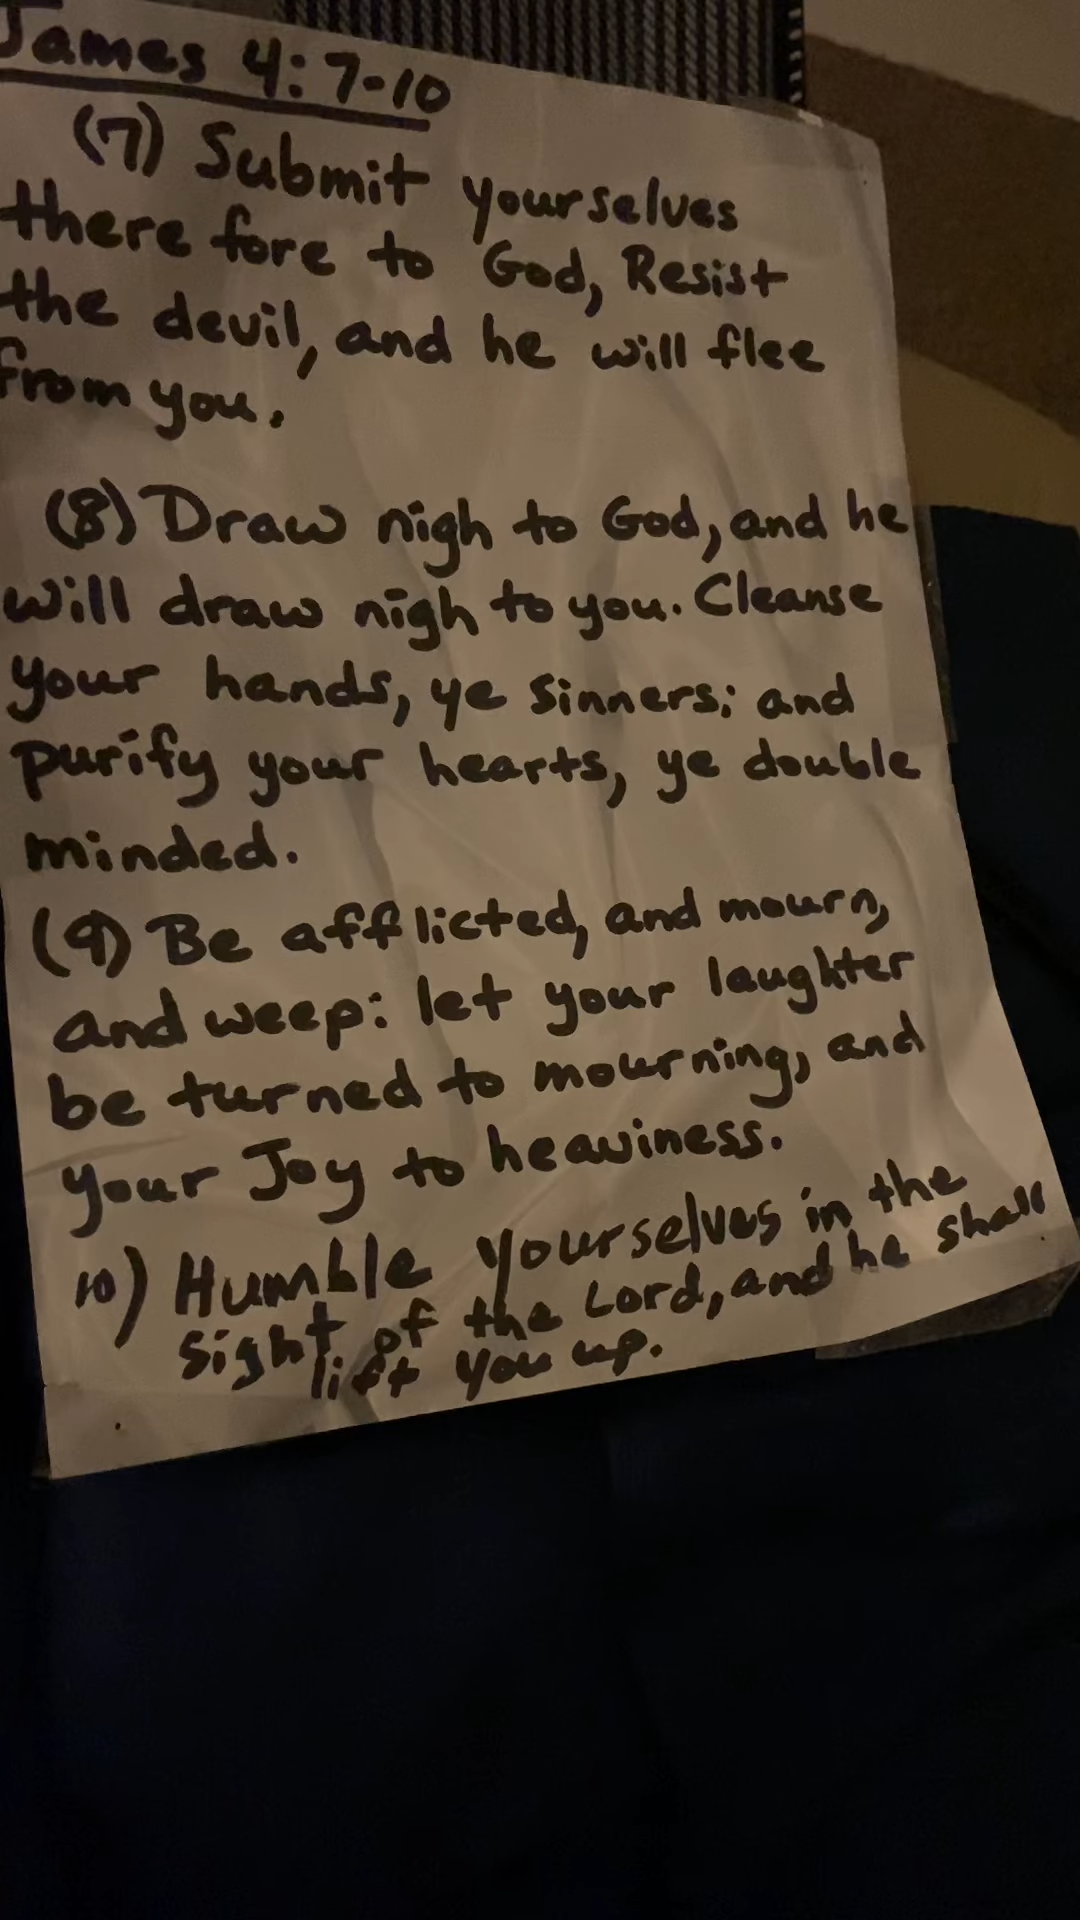 James 4:7-10
(7) Submit yourselves
there fore to God, Resist
the devil, and he will flee
from you.
(8) Draw nigh to God, and he
will draw nigh to you. Cleanse
your hands, ye sinners; and
purify your hearts, ye double
minded.
(9) Be afflicted, and mourn,
and weep: let your laughter
be turned to mourning, and
your Joy to heaviness.
10) Humble yourselves in the
sight of the Lord, and he shall
lift you up.